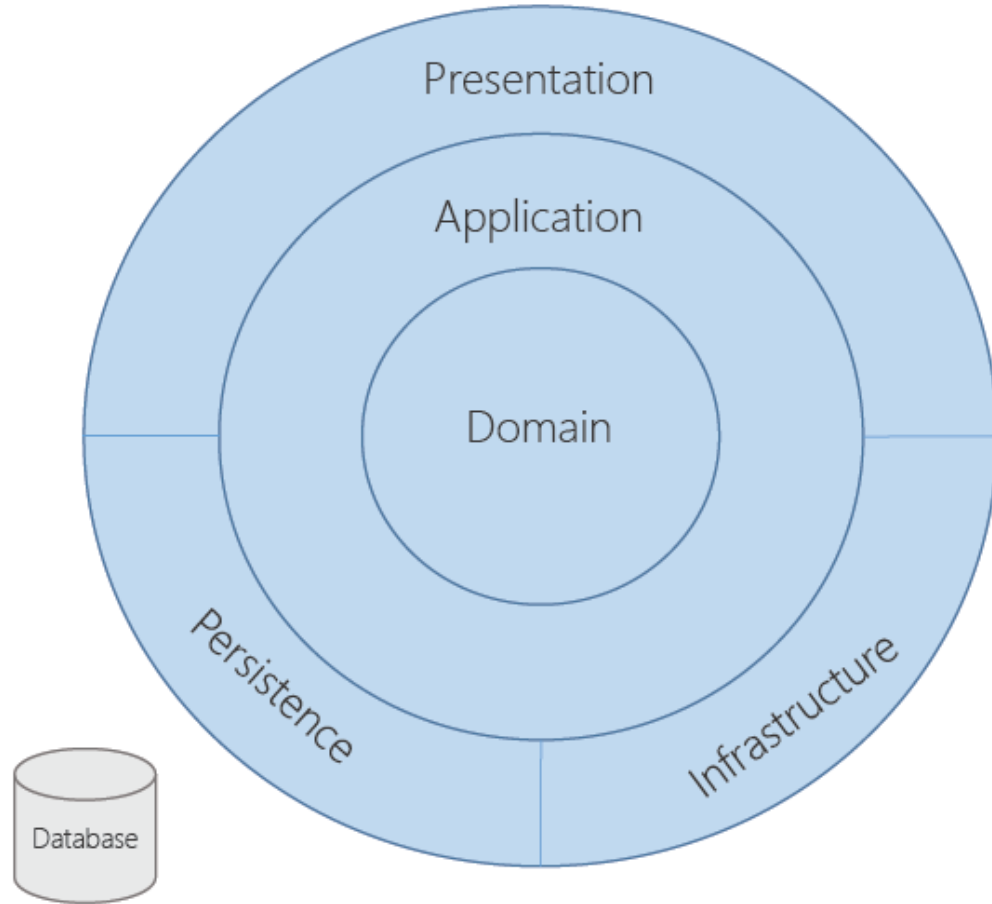 Presentation
Application
Domain
Persistence
Infrastructure
Database